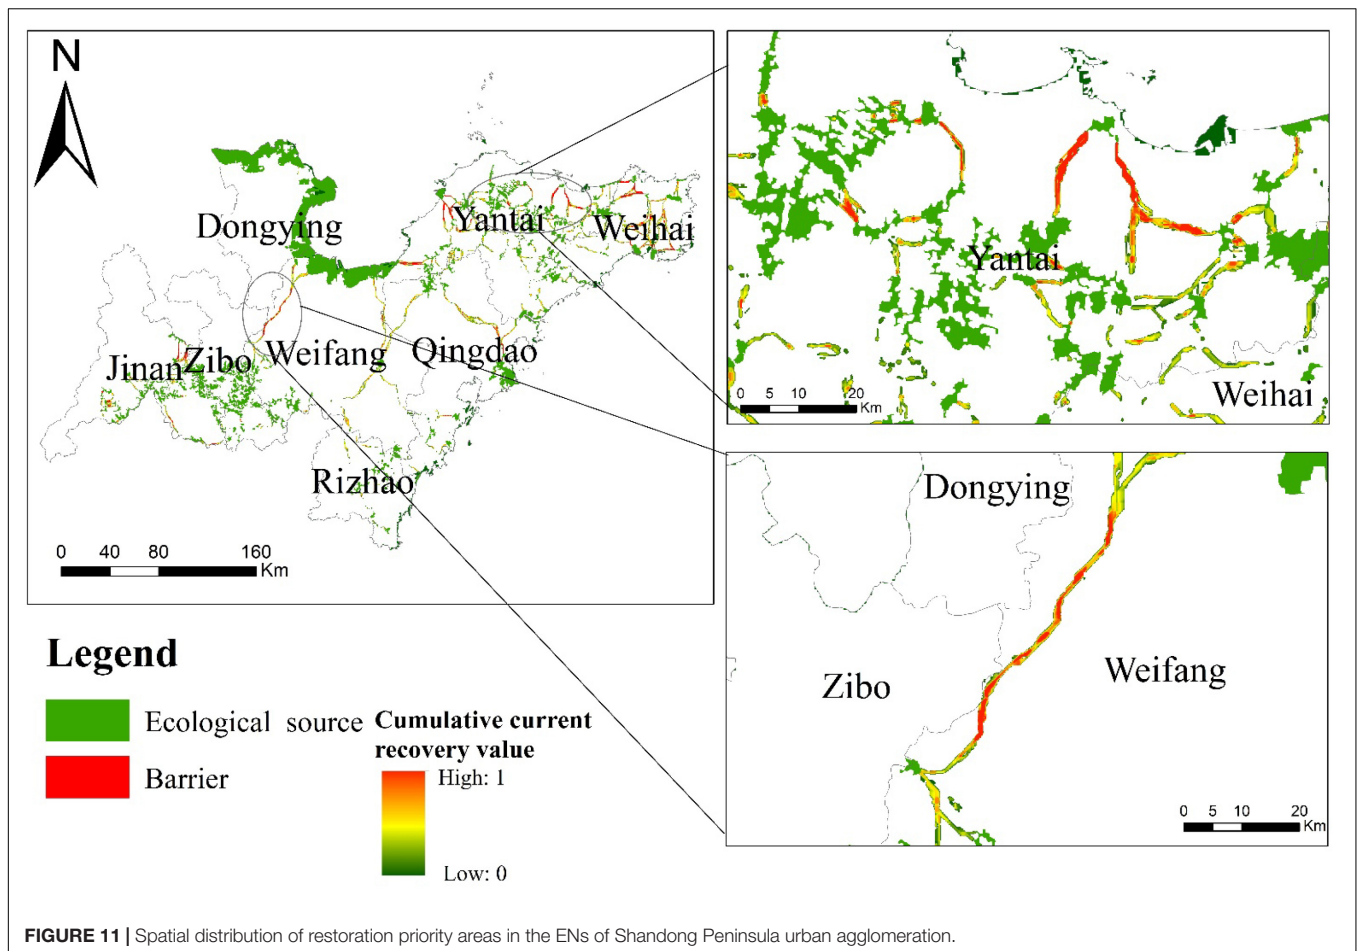 N
Dongying
Yantai
Weihai
Jinan
Zibo
Weifang
Qingdao
Rizhao
0 40 80 160
Km
Yantai
Weihai
0 5 10 20
Km
Dongying
Zibo
Weifang
0 5 10 20
Km
Legend
Ecological source
Barrier
Cumulative current
recovery value
High: 1
Low: 0
FIGURE 11 | Spatial distribution of restoration priority areas in the ENs of Shandong Peninsula urban agglomeration.